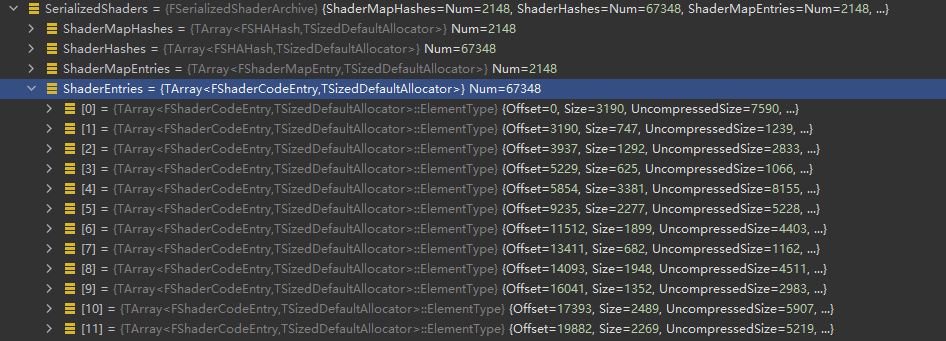 SerializedShaders = {FSerializedShaderArchive} {ShaderMapHashes=Num=2148, ShaderHashes=Num=67348, ShaderMapEntries=Num=2148, ...}
ShaderMapHashes = {TArray<FSHAHash,TSizedDefaultAllocator>} Num=2148
ShaderHashes = {TArray<FSHAHash,TSizedDefaultAllocator>} Num=67348
ShaderMapEntries = {TArray<FShaderMapEntry,TSizedDefaultAllocator>} Num=2148
ShaderEntries = {TArray<FShaderCodeEntry,TSizedDefaultAllocator>} Num=67348
[0] = {TArray<FShaderCodeEntry,TSizedDefaultAllocator>::ElementType} {Offset=0, Size=3190, UncompressedSize=7590, ...}
[1] = {TArray<FShaderCodeEntry,TSizedDefaultAllocator>::ElementType} {Offset=3190, Size=747, UncompressedSize=1239, ...}
[2] = {TArray<FShaderCodeEntry,TSizedDefaultAllocator>::ElementType} {Offset=3937, Size=1292, UncompressedSize=2833, ...}
[3] = {TArray<FShaderCodeEntry,TSizedDefaultAllocator>::ElementType} {Offset=5229, Size=625, UncompressedSize=1066, ...}
[4] = {TArray<FShaderCodeEntry,TSizedDefaultAllocator>::ElementType} {Offset=5854, Size=3381, UncompressedSize=8155, ...}
[5] = {TArray<FShaderCodeEntry,TSizedDefaultAllocator>::ElementType} {Offset=9235, Size=2277, UncompressedSize=5228, ...}
[6] = {TArray<FShaderCodeEntry,TSizedDefaultAllocator>::ElementType} {Offset=11512, Size=1899, UncompressedSize=4403, ...}
[7] = {TArray<FShaderCodeEntry,TSizedDefaultAllocator>::ElementType} {Offset=13411, Size=682, UncompressedSize=1162, ...}
[8] = {TArray<FShaderCodeEntry,TSizedDefaultAllocator>::ElementType} {Offset=14093, Size=1948, UncompressedSize=4511, ...}
[9] = {TArray<FShaderCodeEntry,TSizedDefaultAllocator>::ElementType} {Offset=16041, Size=1352, UncompressedSize=2983, ...}
[10] = {TArray<FShaderCodeEntry,TSizedDefaultAllocator>::ElementType} {Offset=17393, Size=2489, UncompressedSize=5907, ...}
[11] = {TArray<FShaderCodeEntry,TSizedDefaultAllocator>::ElementType} {Offset=19882, Size=2269, UncompressedSize=5219, ...}